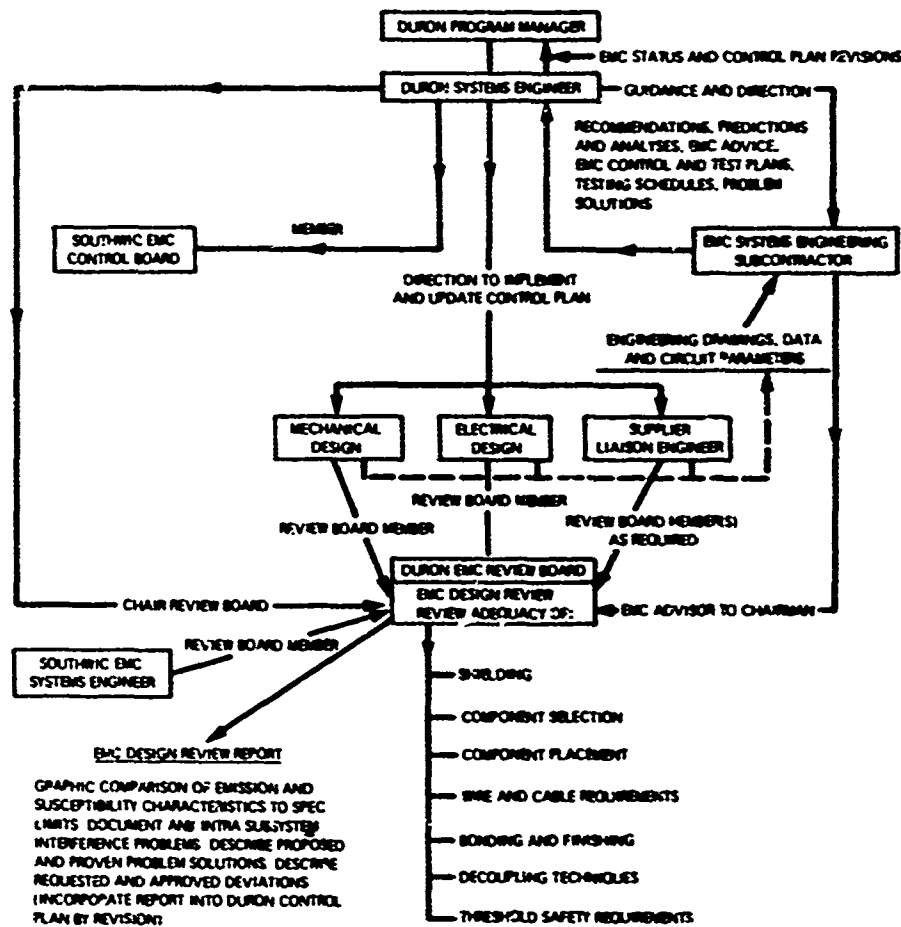 DURON PROGRAM MANAGER
EMC STATUS AND CONTROL PLAN REVISIONS
DURON SYSTEMS ENGINEER
GUIDANCE AND DIRECTION
RECOMMENDATIONS, PREDICTIONS
AND ANALYSES, EMC ADVICE,
EMC CONTROL AND TEST PLANS,
TESTING SCHEDULES, PROBLEM
SOLUTIONS
MEMBER
SOUTHWIC EMC
CONTROL BOARD
EMC SYSTEMS ENGINEERING
SUBCONTRACTOR
DIRECTION TO IMPLEMENT
AND UPDATE CONTROL PLAN
ENGINEERING DRAWINGS, DATA
AND CIRCUIT PARAMETERS
MECHANICAL
DESIGN
ELECTRICAL
DESIGN
SUPPLIER
LIAISON ENGINEER
REVIEW BOARD MEMBER
REVIEW BOARD MEMBER
REVIEW BOARD MEMBER(S)
AS REQUIRED
DURON EMC REVIEW BOARD
EMC DESIGN REVIEW
REVIEW ADEQUACY OF:
CHAIR REVIEW BOARD
EMC ADVISOR TO CHAIRMAN
REVIEW BOARD MEMBER
SOUTHWIC EMC
SYSTEMS ENGINEER
SHIELDING
COMPONENT SELECTION
COMPONENT PLACEMENT
WIRE AND CABLE REQUIREMENTS
BONDING AND FINISHING
DECOUPLING TECHNIQUES
THRESHOLD SAFETY REQUIREMENTS
EMC DESIGN REVIEW REPORT
GRAPHIC COMPARISON OF EMISSION AND
SUSCEPTIBILITY CHARACTERISTICS TO SPEC
LIMITS. DOCUMENT ANY INTRA SUBSYSTEM
INTERFERENCE PROBLEMS. DESCRIBE PROPOSED
AND PROVEN PROBLEM SOLUTIONS. DESCRIBE
REQUESTED AND APPROVED DEVIATIONS
(INCORPORATE REPORT INTO DURON CONTROL
PLAN BY REVISION)